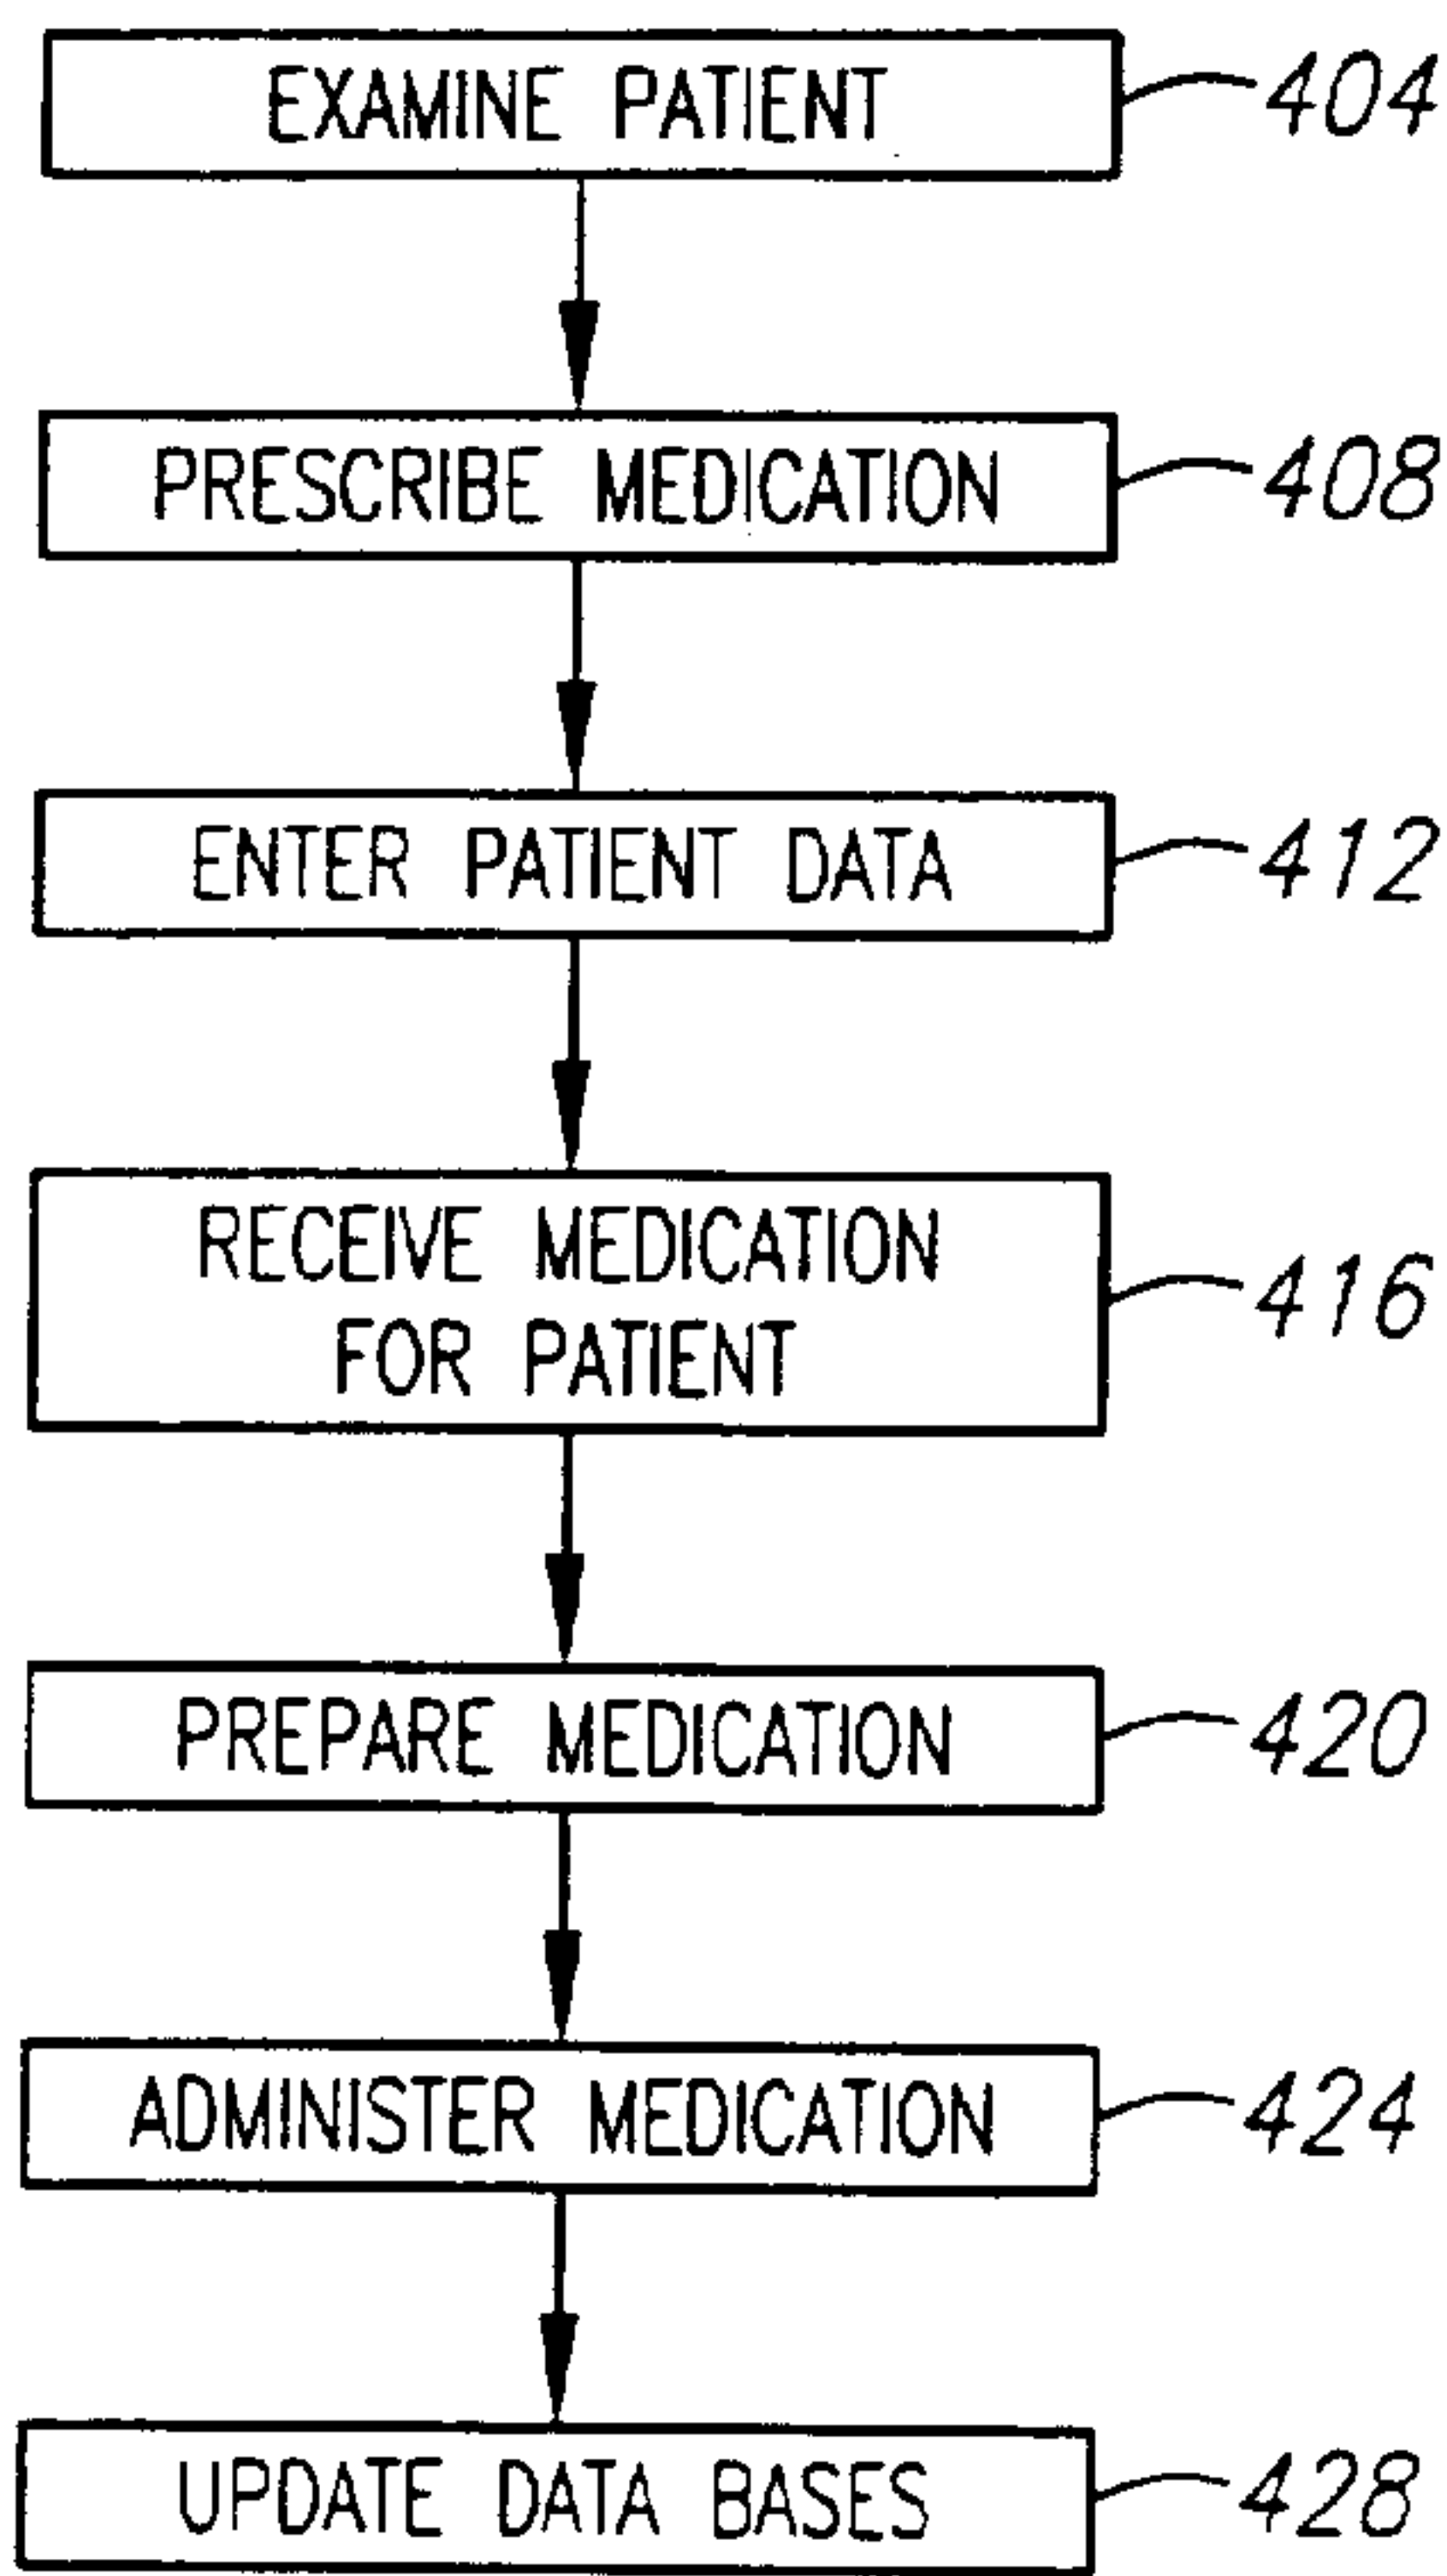 EXAMINE PATIENT 404
PRESCRIBE MEDICATION 408
ENTER PATIENT DATA 412
RECEIVE MEDICATION
FOR PATIENT 416
PREPARE MEDICATION 420
ADMINISTER MEDICATION 424
UPDATE DATA BASES 428